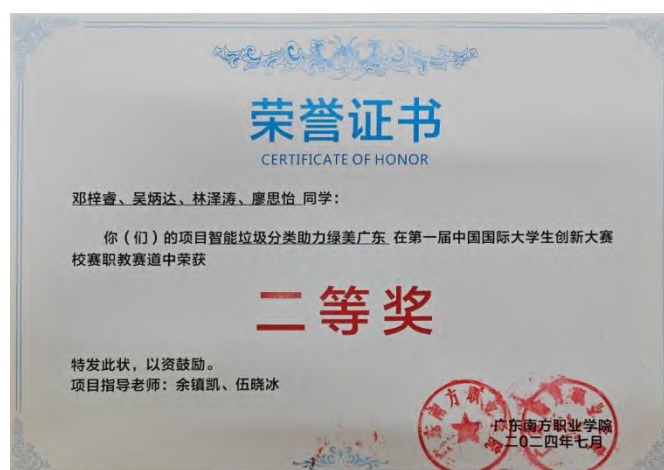 荣誉证书
CERTIFICATE OF HONOR
邓梓睿、吴炳达、林泽涛、廖思怡 同学：
你（们）的项目智能垃圾分类助力绿美广东 在第一届中国国际大学生创新大赛
校赛职教赛道中荣获
二等奖
特发此状，以资鼓励。
项目指导老师：余镇凯、伍晓冰
广东南方职业学院
二〇二四年七月